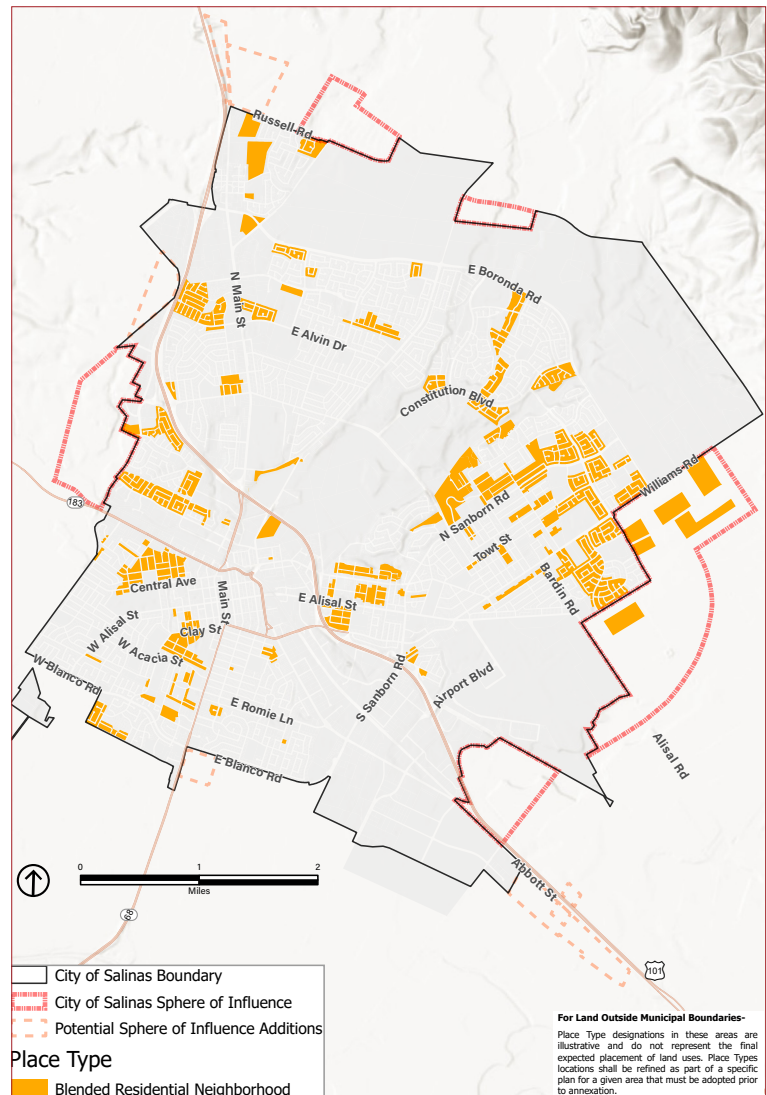 Russell Rd
E Boronda Rd
N Main St
E Alvin Dr
Constitution Blvd
Williams Rd
183
N Sanborn Rd
Towt St
Bardin Rd
Central Ave
Main St
E Alisal St
W Alisal St
Clay St
W Acacia St
W Blanco Rd
S Sanborn Rd
Airport Blvd
E Romie Ln
Alisal Rd
E Blanco Rd
0 1 2
Miles
Abbott St
68
101
City of Salinas Boundary
City of Salinas Sphere of Influence
Potential Sphere of Influence Additions
Place Type
Blended Residential Neighborhood
For Land Outside Municipal Boundaries-
Place Type designations in these areas are
illustrative and do not represent the final
expected placement of land uses. Place Types
locations shall be refined as part of a specific
plan for a given area that must be adopted prior
to annexation.